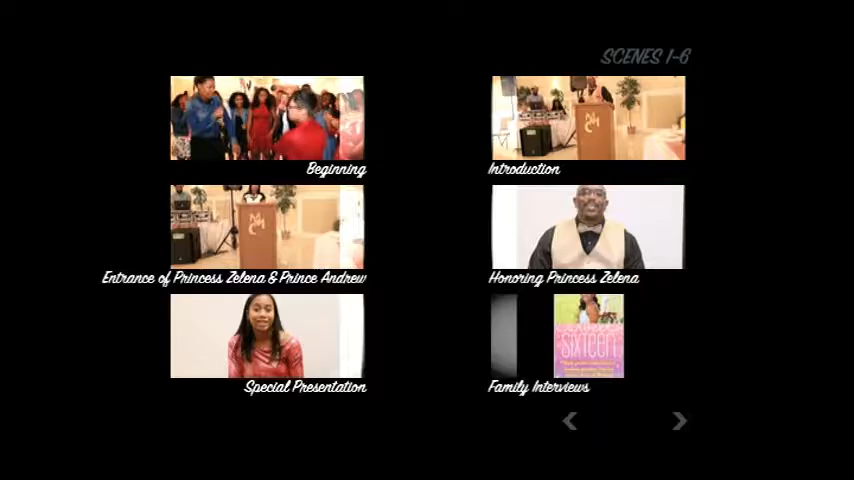 SCENES 1-6
Beginning
Introduction
Entrance of Princess Zelena & Prince Andrew
Honoring Princess Zelena
Special Presentation
SIXTEEN
Family Interviews